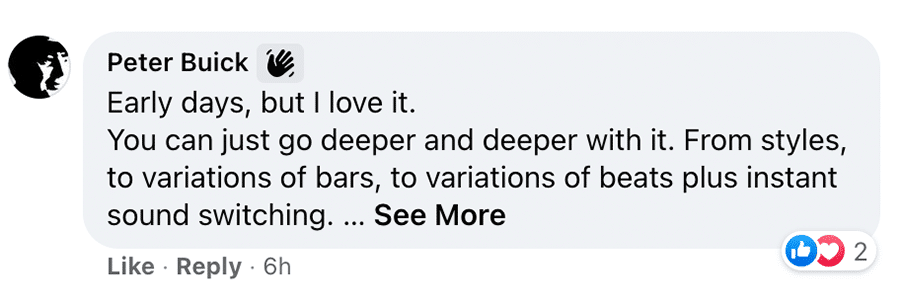 Peter Buick
Early days, but I love it.
You can just go deeper and deeper with it. From styles,
to variations of bars, to variations of beats plus instant
sound switching. ... See More
Like · Reply · 6h
2